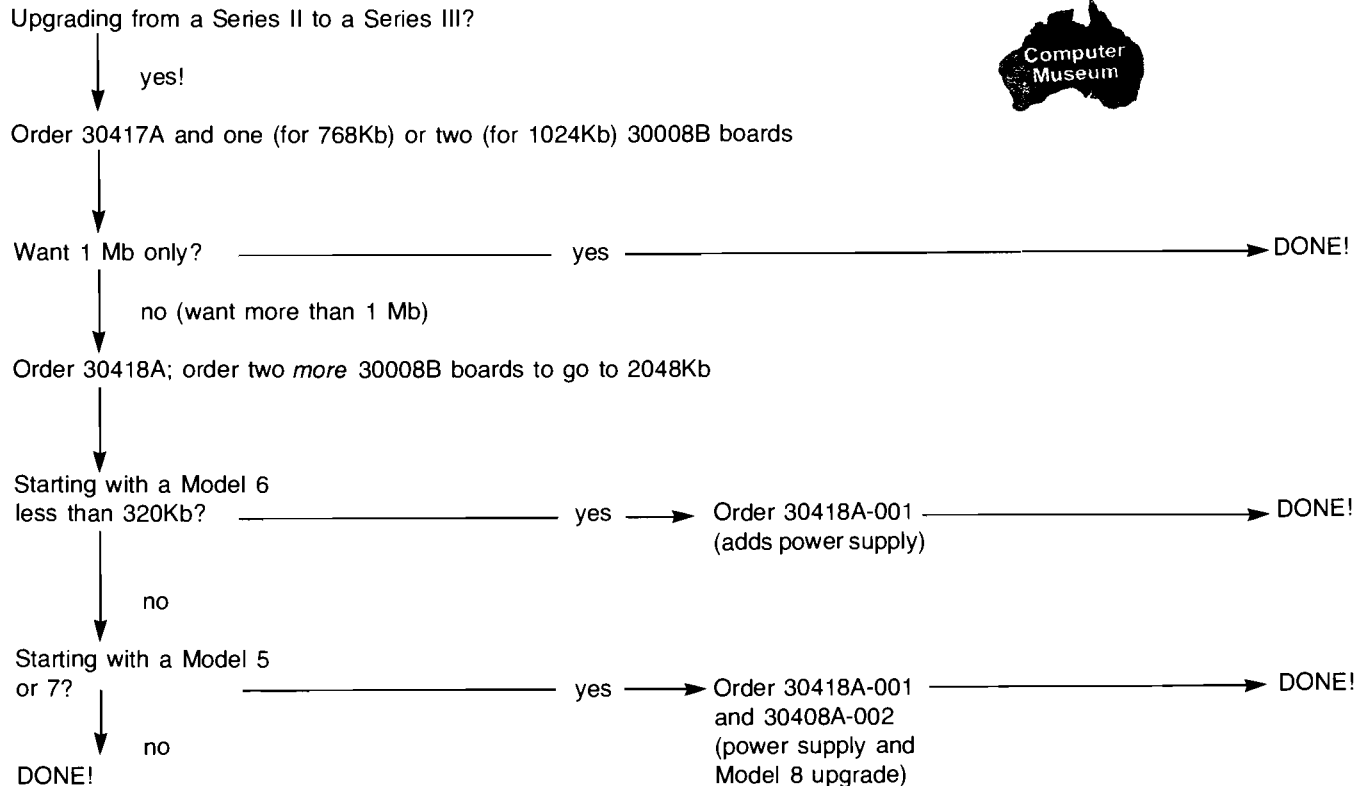 Upgrading from a Series II to a Series III?
Computer
Museum
yes!
Order 30417A and one (for 768Kb) or two (for 1024Kb) 30008B boards
Want 1 Mb only? yes DONE!
no (want more than 1 Mb)
Order 30418A; order two more 30008B boards to go to 2048Kb
Starting with a Model 6
less than 320Kb? yes Order 30418A-001 DONE!
(adds power supply)
no
Starting with a Model 5
or 7? yes Order 30418A-001 DONE!
and 30408A-002
no (power supply and
DONE! Model 8 upgrade)